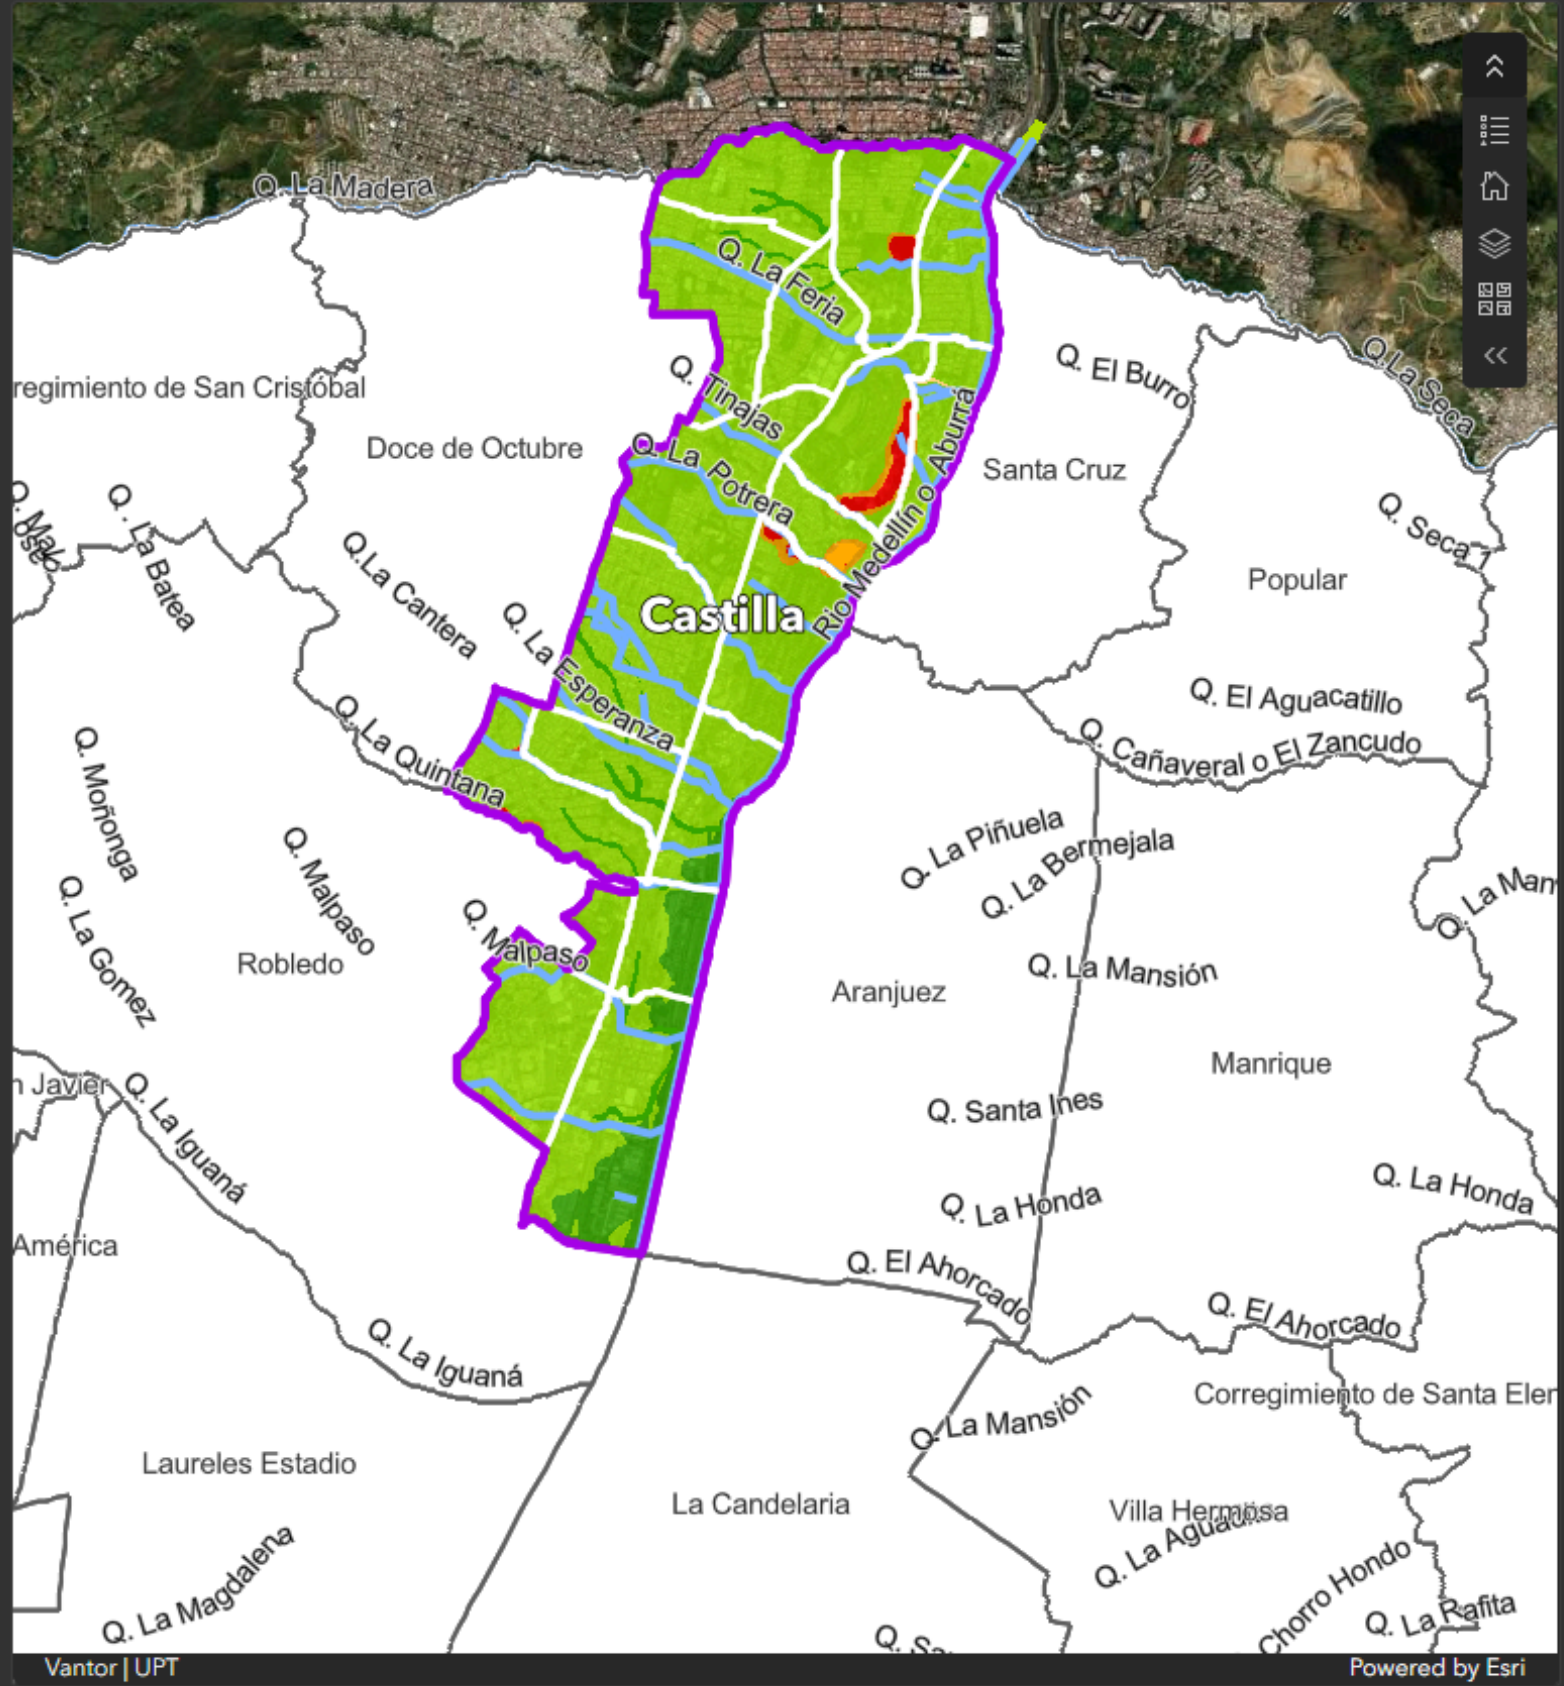 Q. La Madera
Q. La Feria
Q. El Burro
Q.La Seca
regimiento de San Cristóbal
Q. Tinajas
Doce de Octubre
Santa Cruz
Q. La Potrera
Rio Medellín o Aburrá
Q. La Batea
Q. Seca 1
Q.La Cantera
Popular
Castilla
Q. La Esperanza
Q. El Aguacatillo
Q. La Quintana
Q. Cañaveral o El Zancudo
Q. Moñonga
Q. Malpaso
Q. La Piñuela
Q. La Bermejala
Q. La Man
Q. La Gomez
Q. Malpaso
Robledo
Aranjuez
Q. La Mansión
Manrique
n Javier
Q. La Iguaná
Q. Santa Ines
Q. La Honda
Q. La Honda
América
Q. El Ahorcado
Q. El Ahorcado
Q. La Iguaná
Corregimiento de Santa Elen
Q. La Mansión
Laureles Estadio
La Candelaria
Villa Hermosa
Q. La
Q. La Magdalena
Chorro Hondo
Q. La Rafita
Vantor | UPT
Powered by Esri